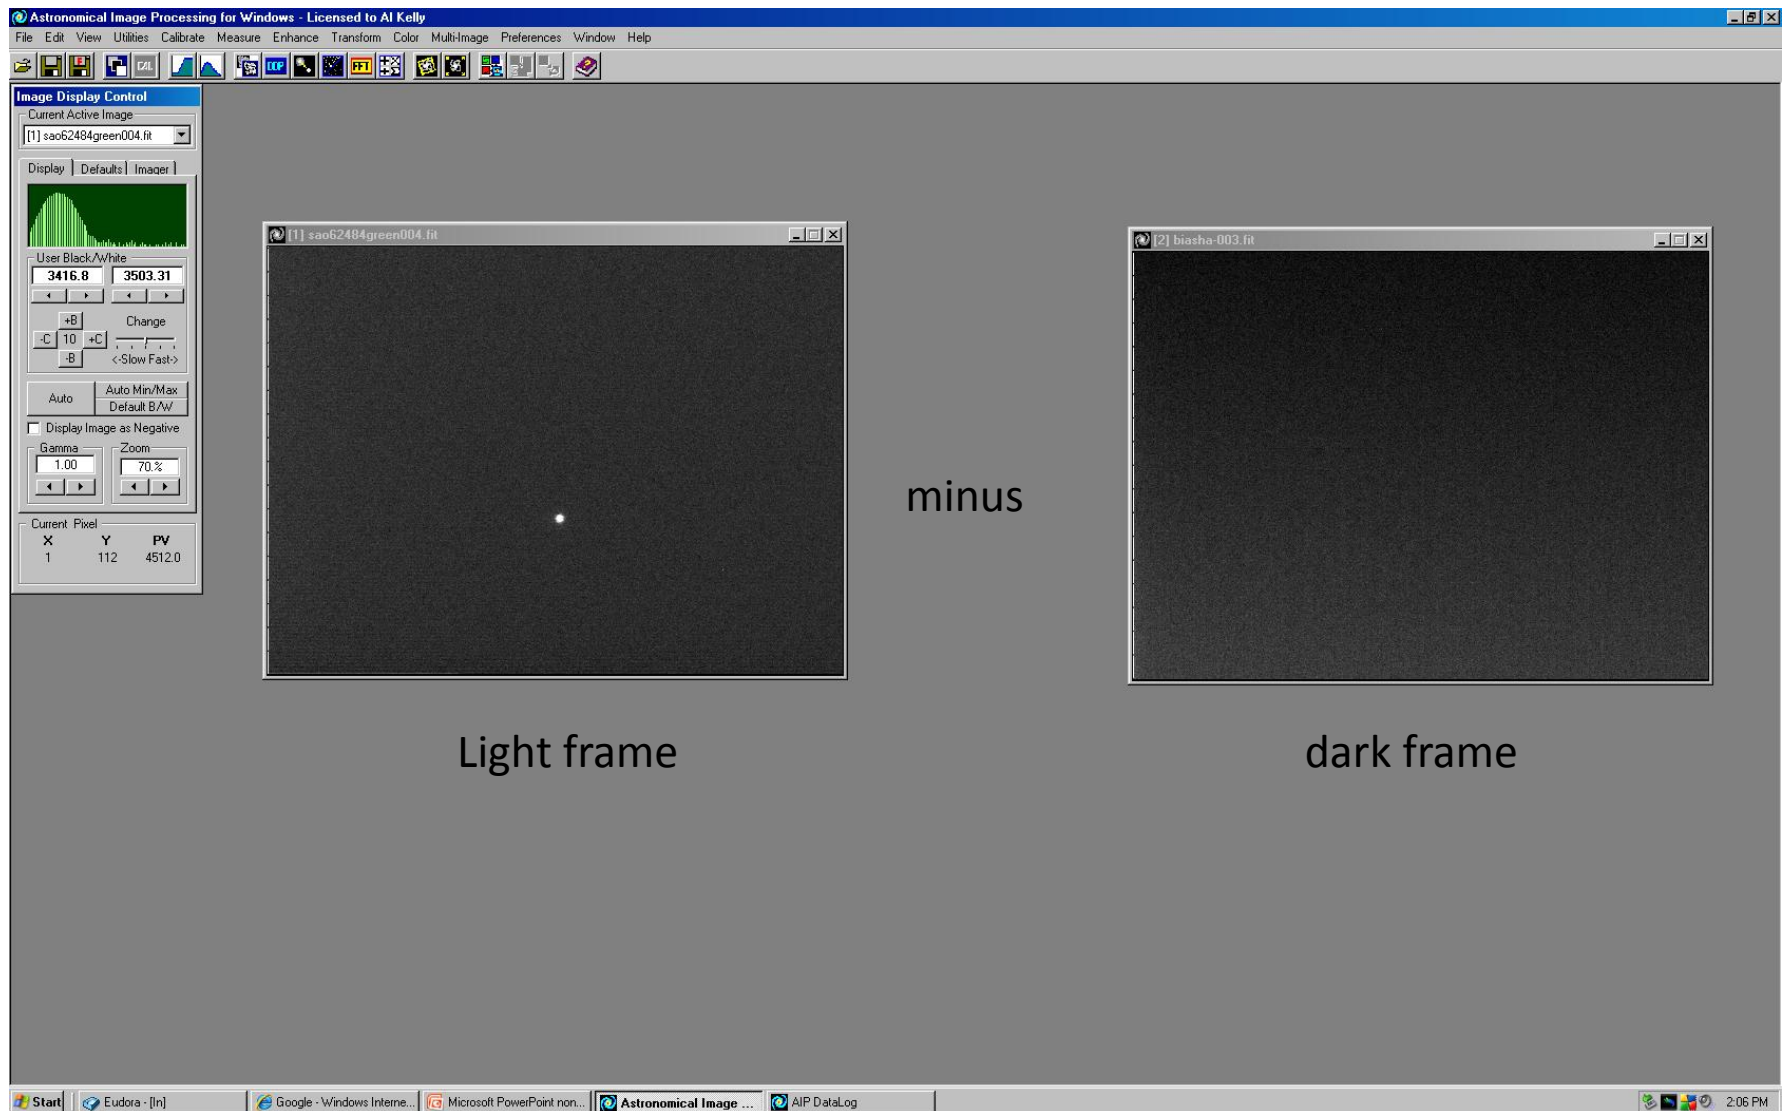 Astronomical Image Processing for Windows - Licensed to Al Kelly
File Edit View Utilities Calibrate Measure Enhance Transform Color Multi-Image Preferences Window Help
CAL DDP FFT
Image Display Control
Current Active Image
[1] sao62484green004.fit
Display Defaults Imager
User Black/White
3416.8 3503.31
+B Change
-C 10 +C
-B <-Slow Fast->
Auto Auto Min/Max
Default B/W
Display Image as Negative
Gamma Zoom
1.00 70.%
Current Pixel
X Y PV
1 112 4512.0
[1] sao62484green004.fit
[2] biasha-003.fit
minus
Light frame
dark frame
Start Eudora - [In] Google - Windows Interne... Microsoft PowerPoint non... Astronomical Image ... AIP DataLog 2:06 PM